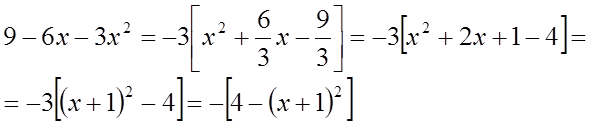 9 − 6x − 3x² = −3[x² + 6/3 x − 9/3] = −3[x² + 2x + 1 − 4] =
= −3[(x + 1)² − 4] = −[4 − (x + 1)²]